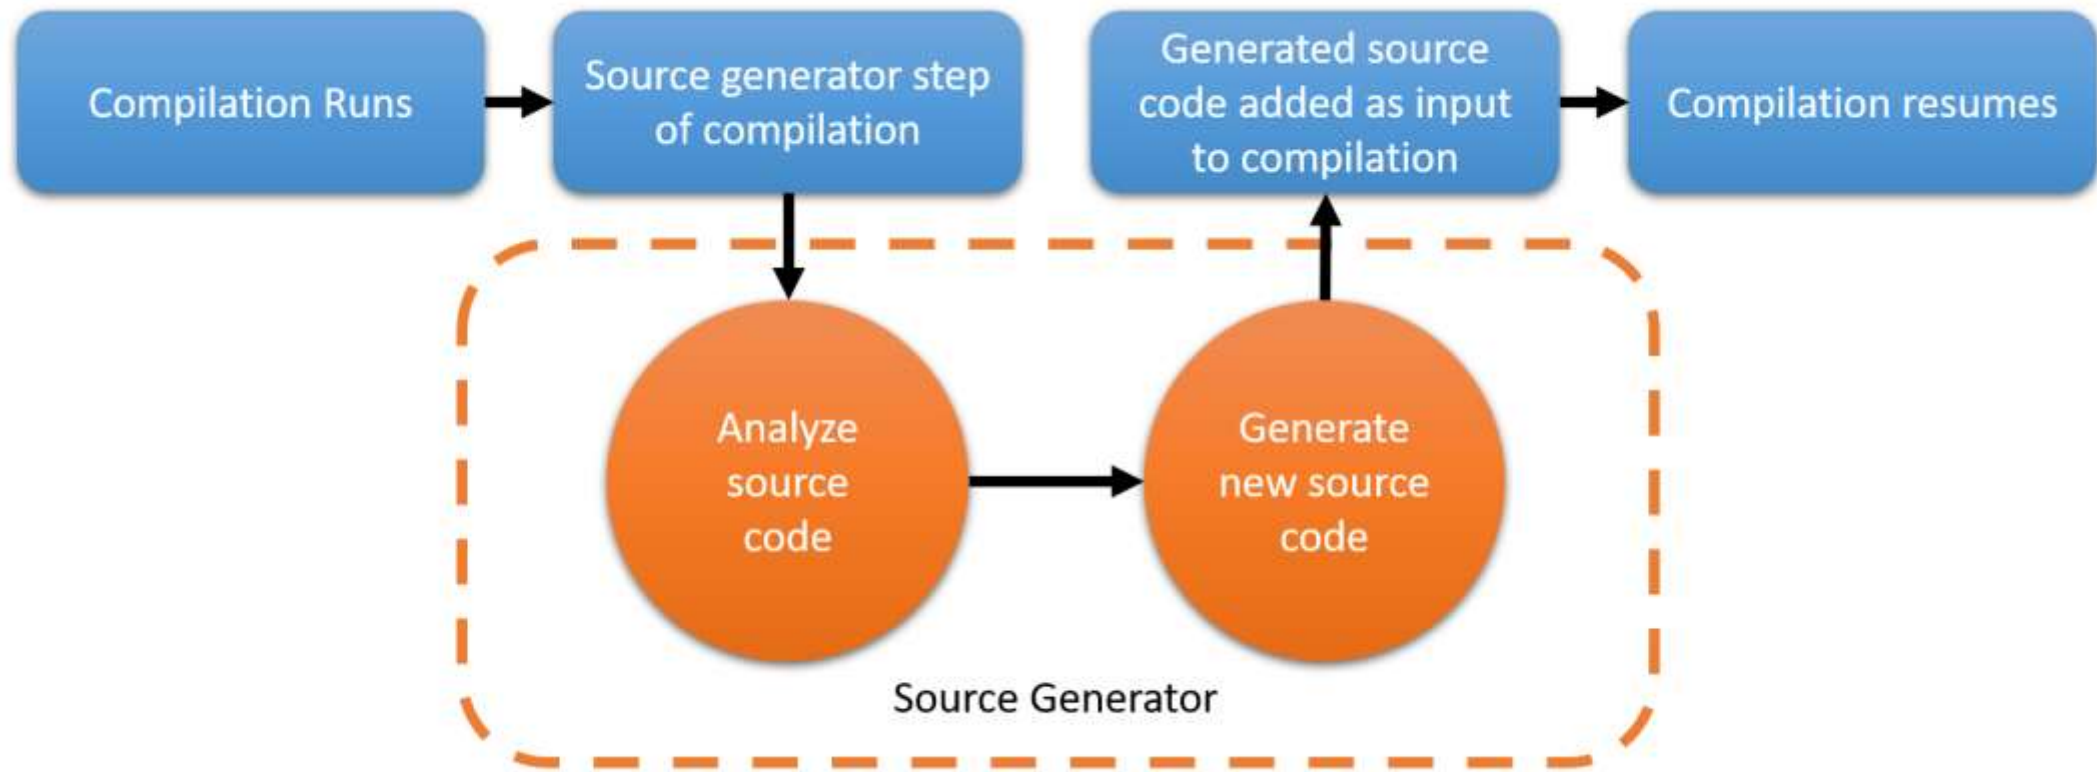 Compilation Runs
Source generator step
of compilation
Generated source
code added as input
to compilation
Compilation resumes
Analyze
source
code
Generate
new source
code
Source Generator